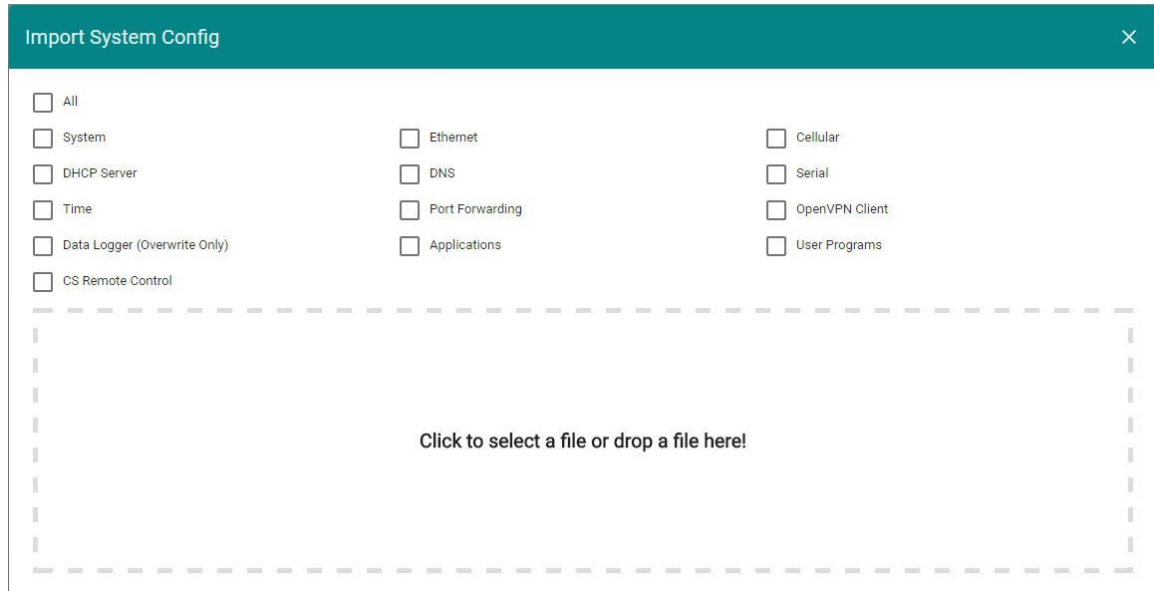 Import System Config
All
System Ethernet Cellular
DHCP Server DNS Serial
Time Port Forwarding OpenVPN Client
Data Logger (Overwrite Only) Applications User Programs
CS Remote Control
Click to select a file or drop a file here!